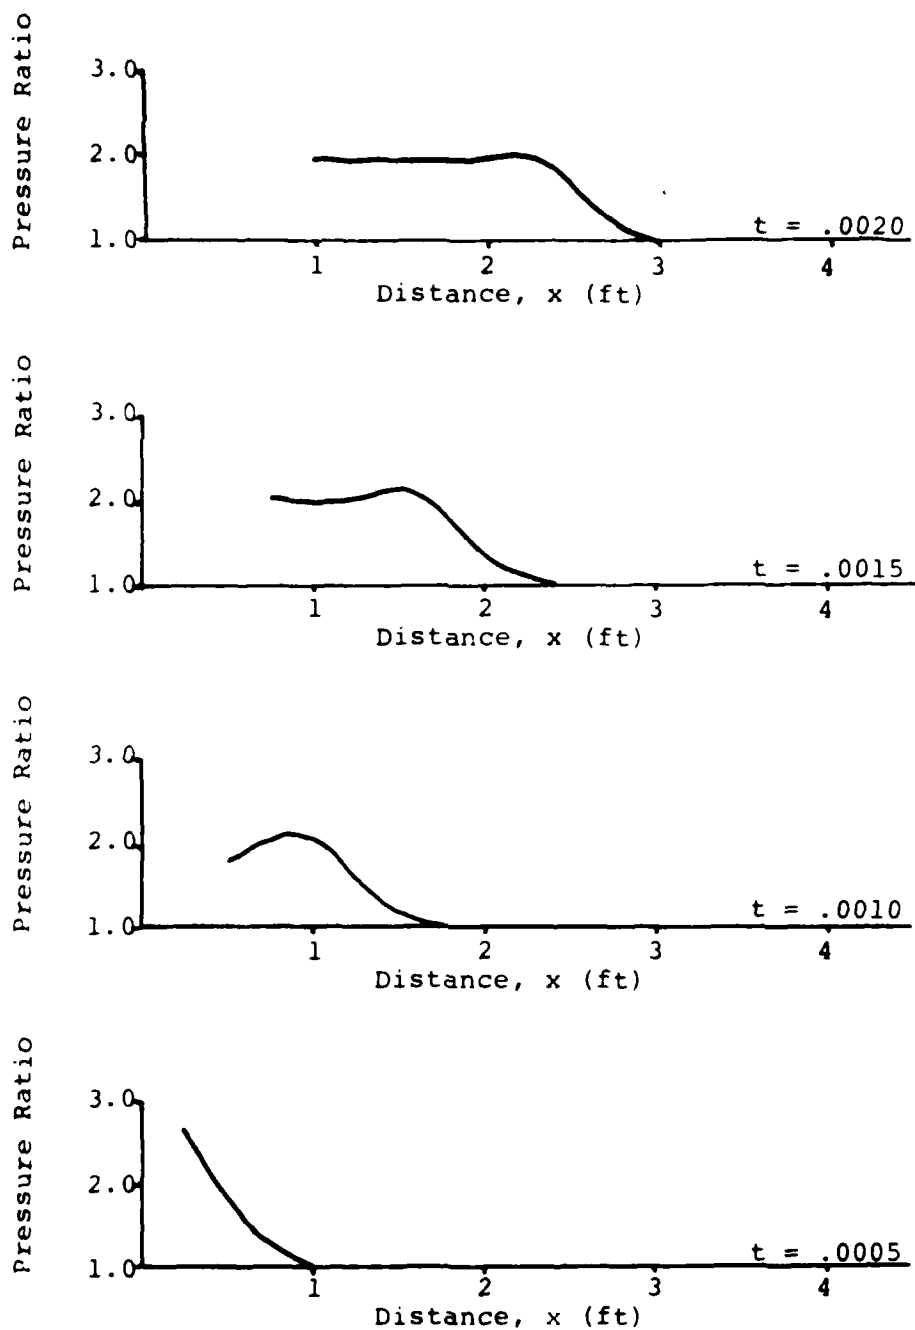 Pressure Ratio
3.0
2.0
1.0
t = .0020
1 2 3 4
Distance, x (ft)
Pressure Ratio
3.0
2.0
1.0
t = .0015
1 2 3 4
Distance, x (ft)
Pressure Ratio
3.0
2.0
1.0
t = .0010
1 2 3 4
Distance, x (ft)
Pressure Ratio
3.0
2.0
1.0
t = .0005
1 2 3 4
Distance, x (ft)